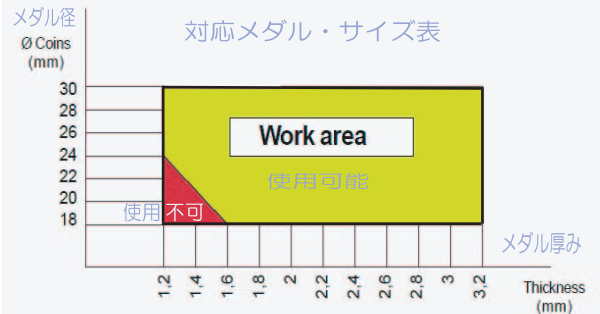 メダル径
対応メダル・サイズ表
Ø Coins
(mm)
30
28
26
24
22
20
18
Work area
使用可能
使用不可
メダル厚み
1,2
1,4
1,6
1,8
2
2,2
2,4
2,6
2,8
3
3,2
Thickness
(mm)